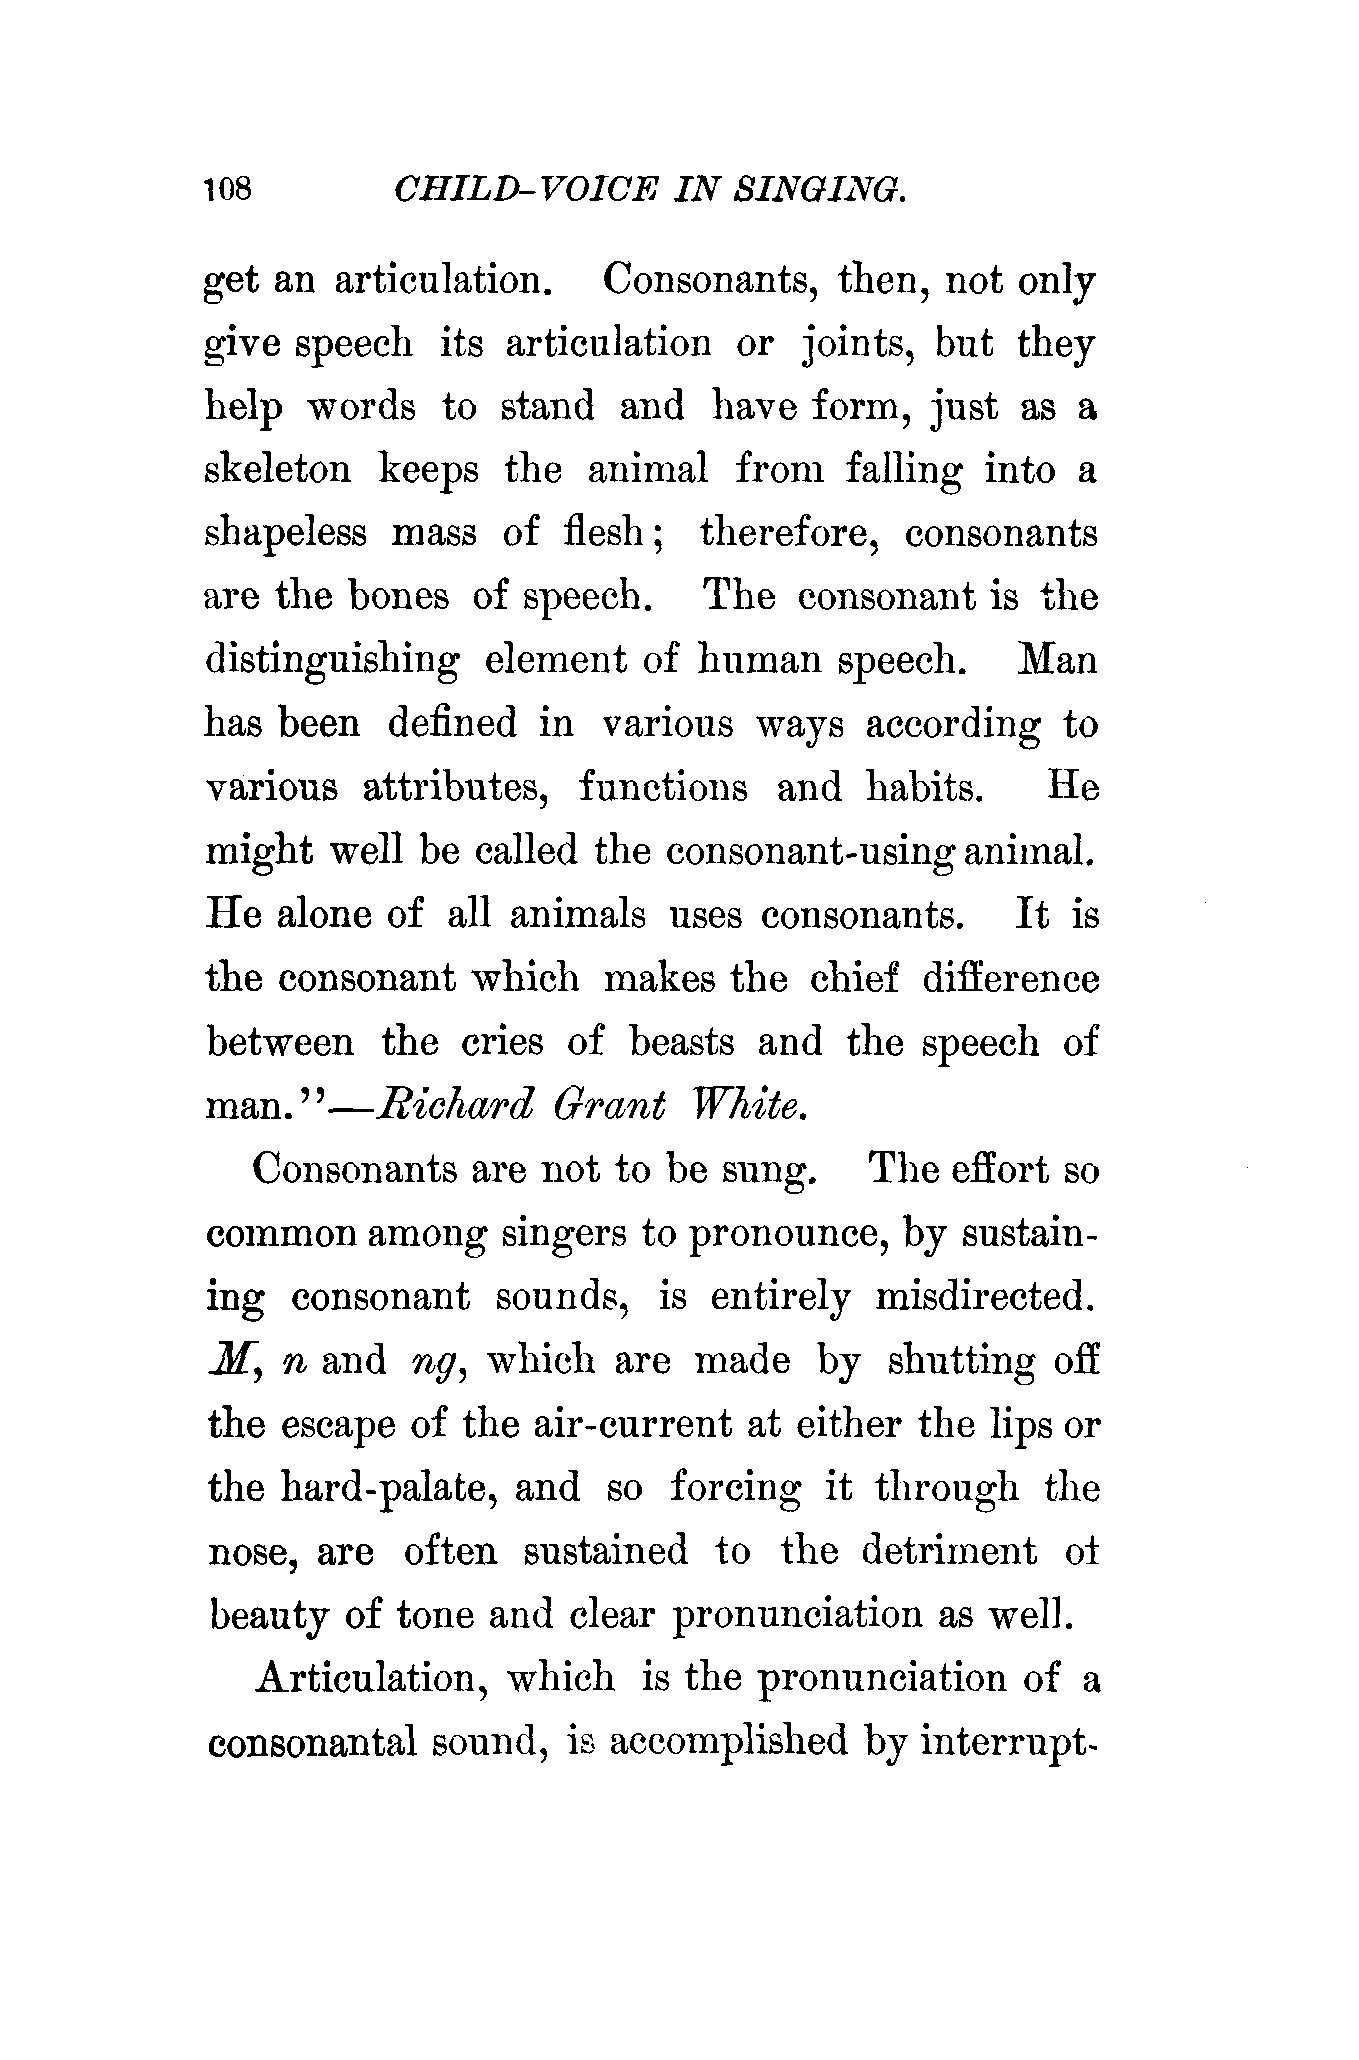 108 CHILD-VOICE IN SINGING.
get an articulation. Consonants, then, not only
give speech its articulation or joints, but they
help words to stand and have form, just as a
skeleton keeps the animal from falling into a
shapeless mass of flesh; therefore, consonants
are the bones of speech. The consonant is the
distinguishing element of human speech. Man
has been defined in various ways according to
various attributes, functions and habits. He
might well be called the consonant-using animal.
He alone of all animals uses consonants. It is
the consonant which makes the chief difference
between the cries of beasts and the speech of
man."—Richard Grant White.
Consonants are not to be sung. The effort so
common among singers to pronounce, by sustain-
ing consonant sounds, is entirely misdirected.
M, n and ng, which are made by shutting off
the escape of the air-current at either the lips or
the hard-palate, and so forcing it through the
nose, are often sustained to the detriment of
beauty of tone and clear pronunciation as well.
Articulation, which is the pronunciation of a
consonantal sound, is accomplished by interrupt-